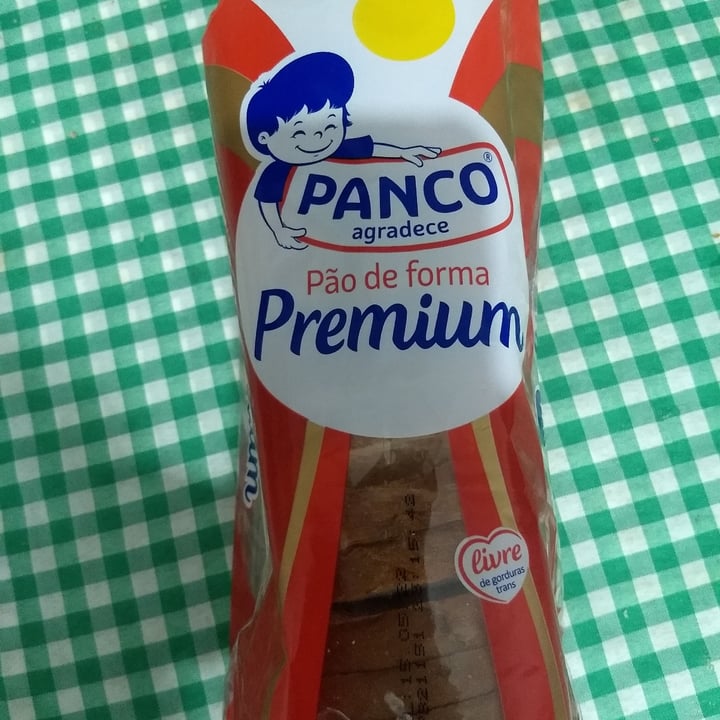 PANCO®
agradece
Pão de forma
Premium
livre
de gorduras
trans